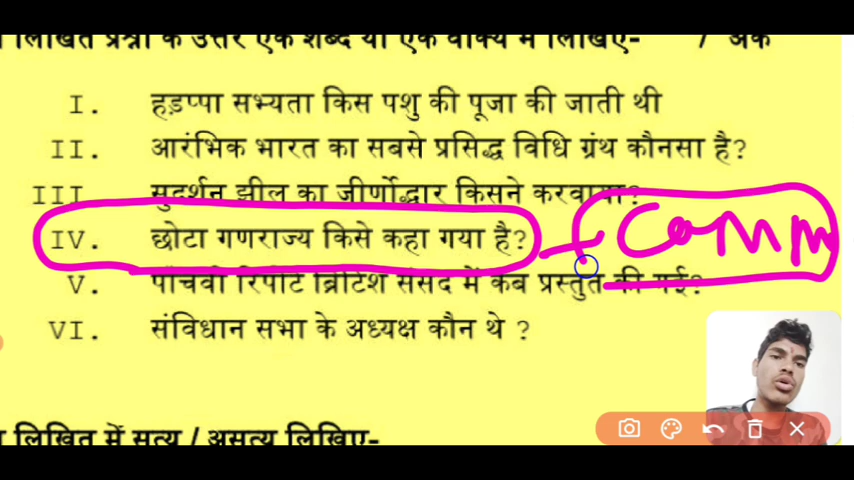 लिखित प्रश्नों के उत्तर एक शब्द या एक वाक्य में लिखिए- 7 अंक
I. हड़प्पा सभ्यता किस पशु की पूजा की जाती थी
II. आरंभिक भारत का सबसे प्रसिद्ध विधि ग्रंथ कौनसा है?
III. सुदर्शन झील का जीर्णोद्धार किसने करवाया?
IV. छोटा गणराज्य किसे कहा गया है? - Comm
V. पांचवी रिपोर्ट ब्रिटिश संसद में कब प्रस्तुत की गई?
VI. संविधान सभा के अध्यक्ष कौन थे ?
लिखित में सत्य / असत्य लिखिए-